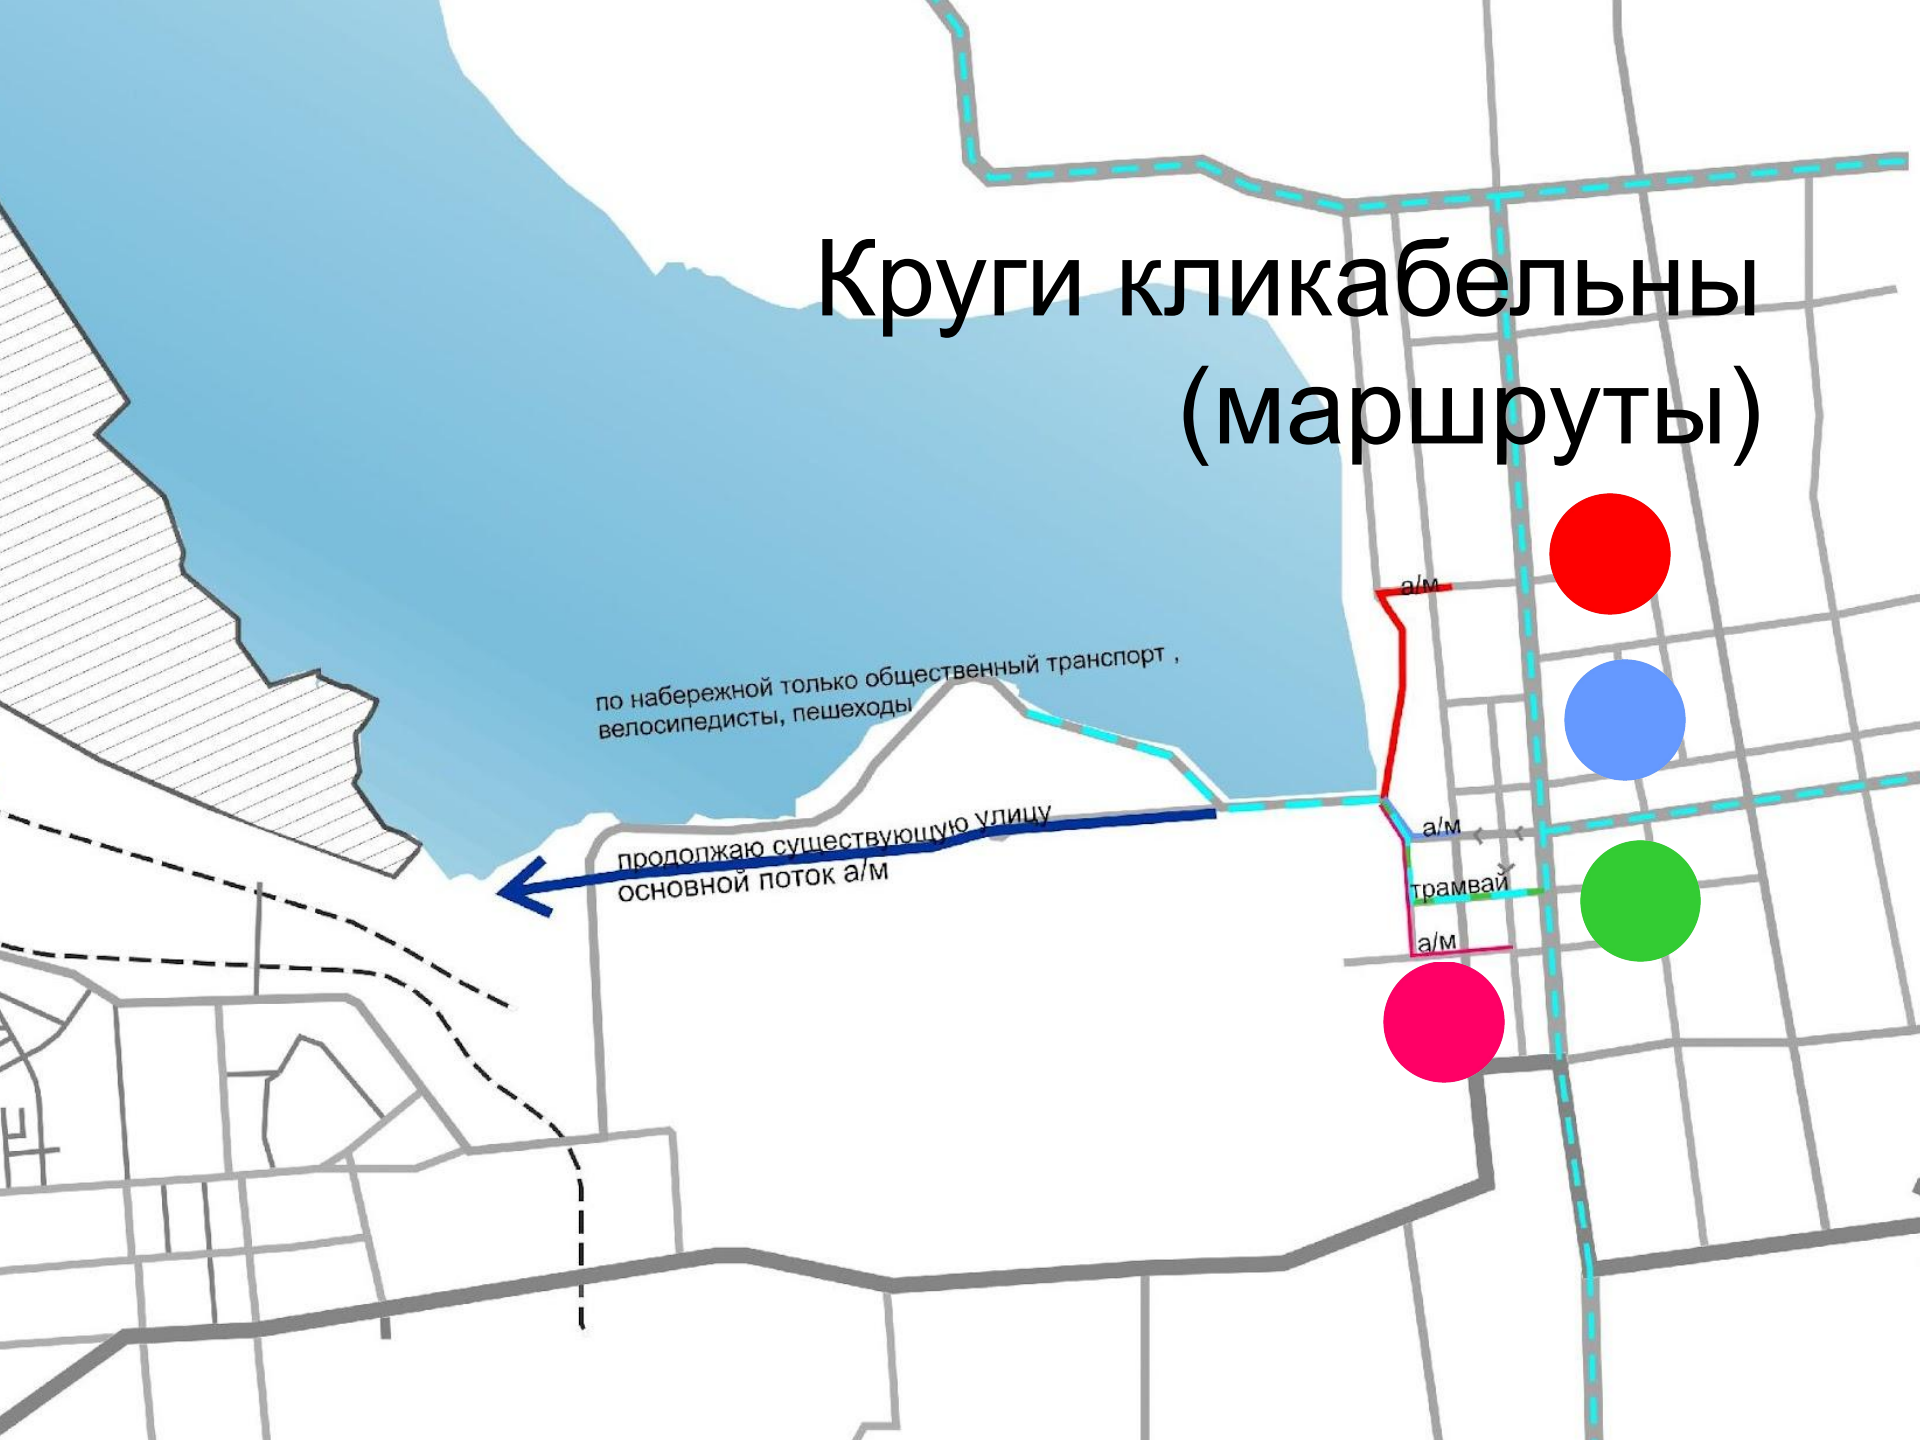 Круги кликабельны
(маршруты)
а/м
по набережной только общественный транспорт ,
велосипедисты, пешеходы
продолжаю существующую улицу
основной поток а/м
а/м
трамвай
а/м